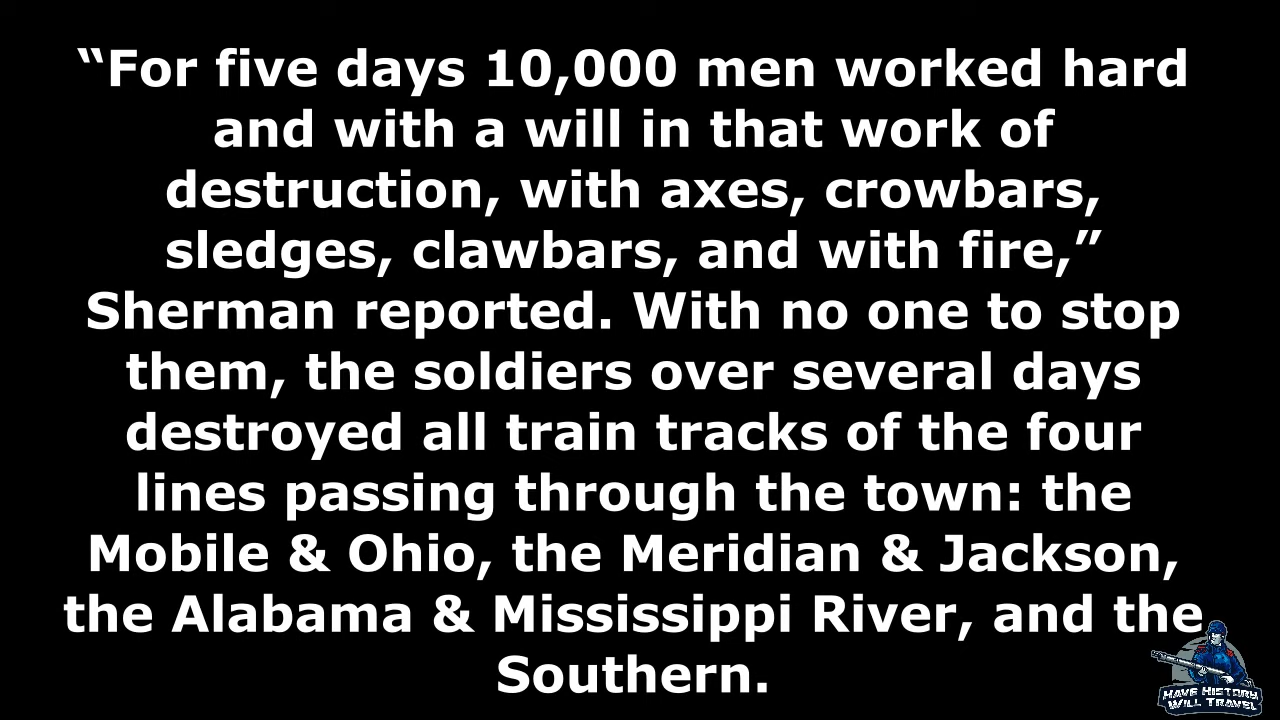 “For five days 10,000 men worked hard
and with a will in that work of
destruction, with axes, crowbars,
sledges, clawbars, and with fire,”
Sherman reported. With no one to stop
them, the soldiers over several days
destroyed all train tracks of the four
lines passing through the town: the
Mobile & Ohio, the Meridian & Jackson,
the Alabama & Mississippi River, and the
Southern.
HAVE HISTORY
WILL TRAVEL